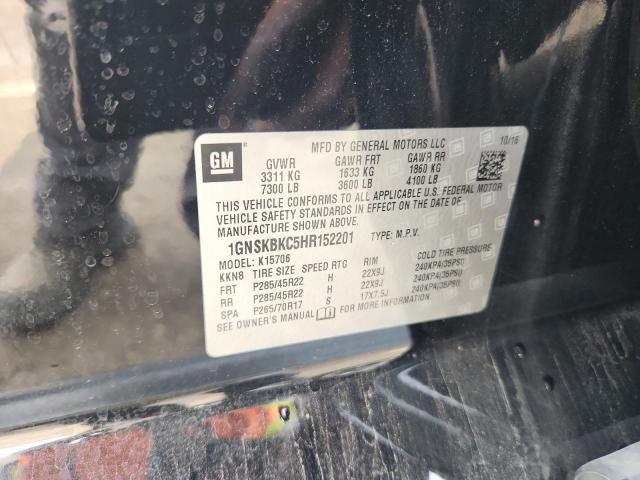 GM
MFD BY GENERAL MOTORS LLC 10/16
GVWR GAWR FRT GAWR RR
3311 KG 1633 KG 1860 KG
7300 LB 3600 LB 4100 LB
THIS VEHICLE CONFORMS TO ALL APPLICABLE U.S. FEDERAL MOTOR
VEHICLE SAFETY STANDARDS IN EFFECT ON THE DATE OF
MANUFACTURE SHOWN ABOVE.
1GNSKBKC5HR152201 TYPE: M.P.V.
MODEL: K15706
KKN8 TIRE SIZE SPEED RTG RIM COLD TIRE PRESSURE
FRT P285/45R22 H 22X9J 240KPA(35PSI)
RR P285/45R22 H 22X9J 240KPA(35PSI)
SPA P265/70R17 S 17X7.5J 240KPA(35PSI)
SEE OWNER'S MANUAL FOR MORE INFORMATION.